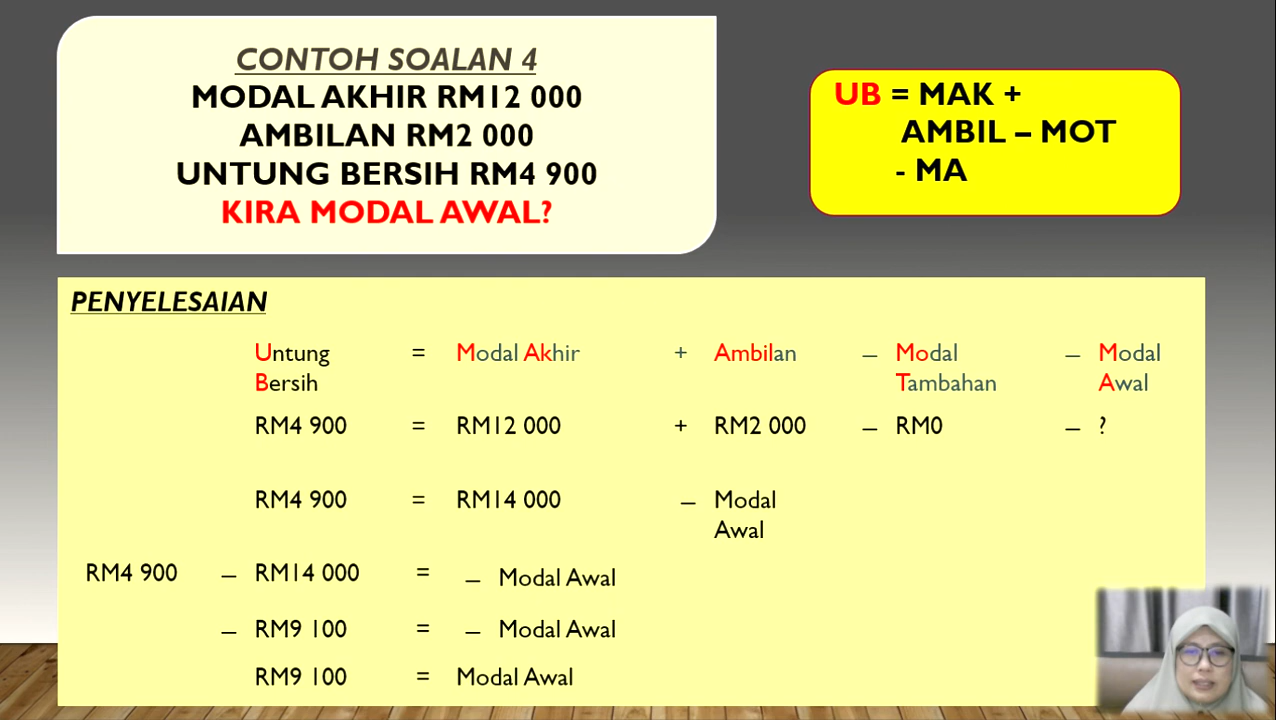 CONTOH SOALAN 4
MODAL AKHIR RM12 000
AMBILAN RM2 000
UNTUNG BERSIH RM4 900
KIRA MODAL AWAL?
UB = MAK +
AMBIL – MOT
- MA
PENYELESAIAN
Untung Bersih = Modal Akhir + Ambilan – Modal Tambahan – Modal Awal
RM4 900 = RM12 000 + RM2 000 – RM0 – ?
RM4 900 = RM14 000 – Modal Awal
RM4 900 – RM14 000 = – Modal Awal
– RM9 100 = – Modal Awal
RM9 100 = Modal Awal